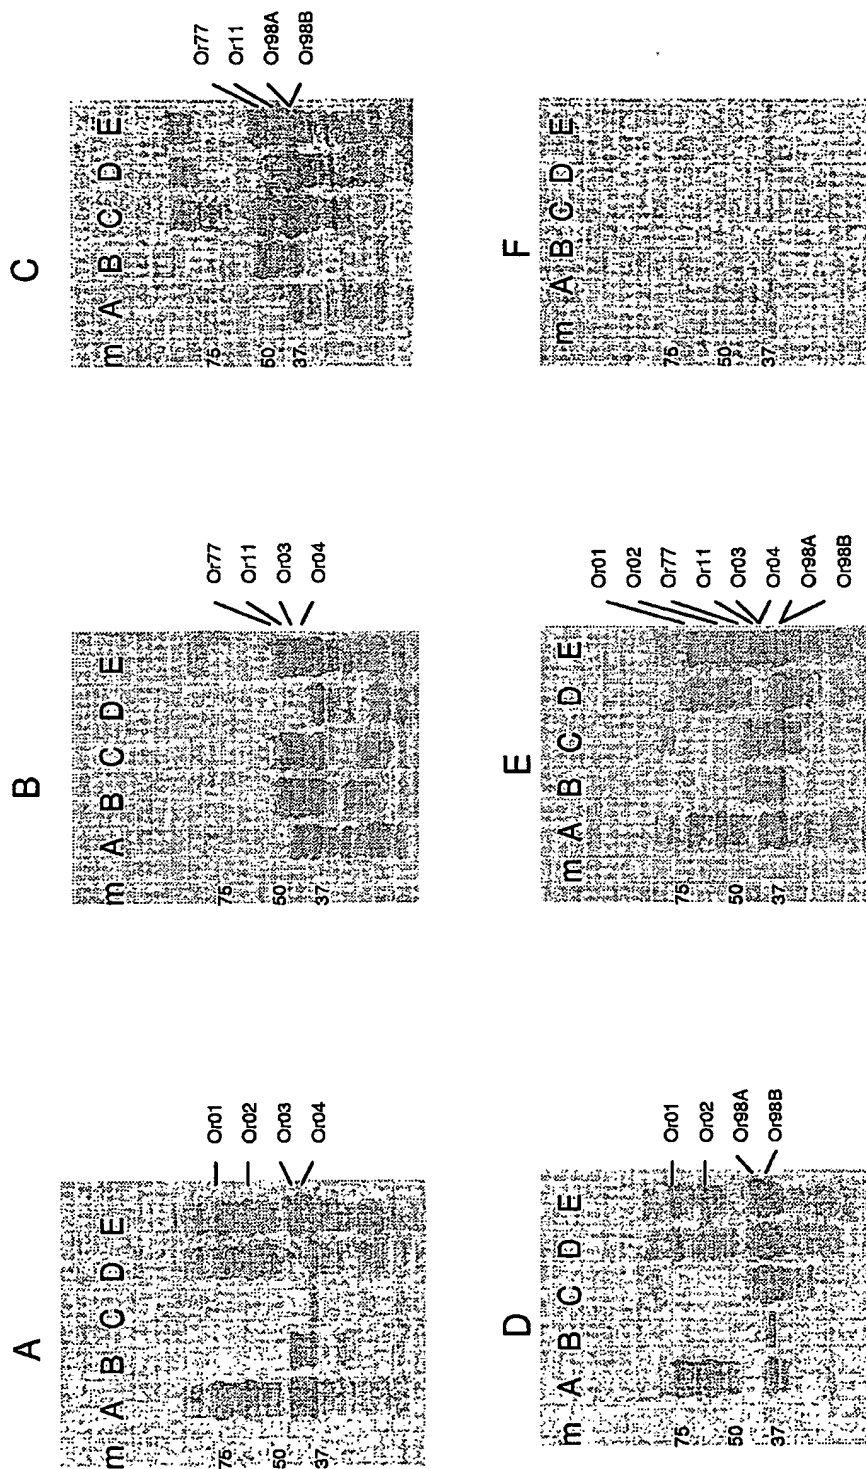 A
m A B C D E
75
50
37
Or01
Or02
Or03
Or04
B
m A B C D E
75
50
37
Or77
Or11
Or03
Or04
C
m A B C D E
75
50
37
Or77
Or11
Or98A
Or98B
D
m A B C D E
75
50
37
Or01
Or02
Or98A
Or98B
E
m A B C D E
75
50
37
Or01
Or02
Or77
Or11
Or03
Or04
Or98A
Or98B
F
m A B C D E
75
50
37